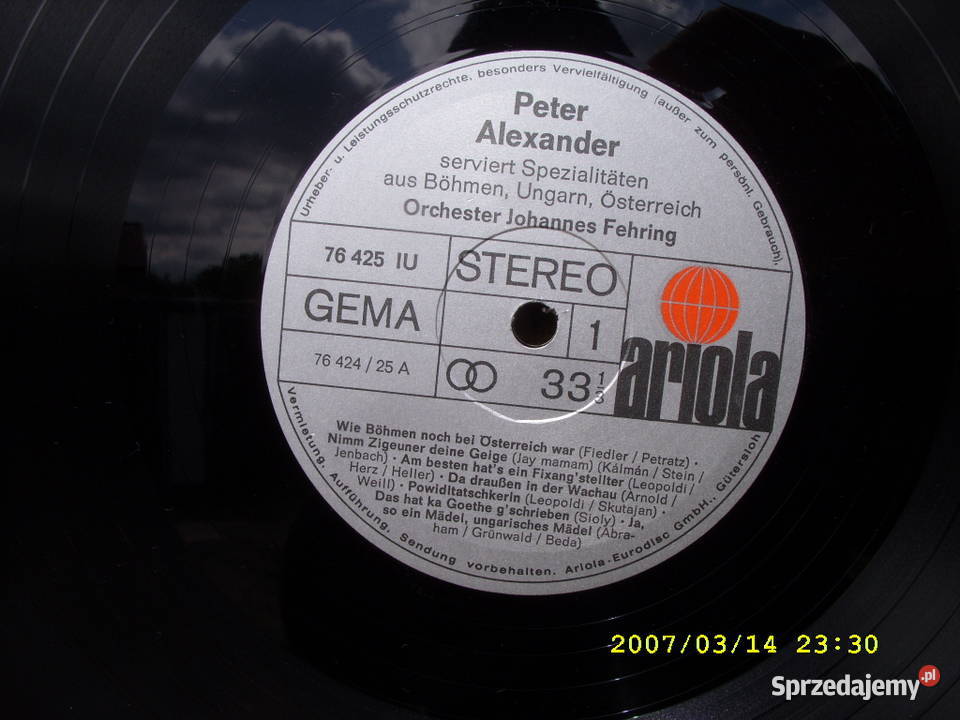 Urheber- u. Leistungsschutzrechte, besonders Vervielfältigung (außer zum persönl. Gebrauch),
Peter
Alexander
serviert Spezialitäten
aus Böhmen, Ungarn, Österreich
Orchester Johannes Fehring
76 425 IU
STEREO
GEMA
1
76 424 / 25 A
33 1/3
ariola
Wie Böhmen noch bei Österreich war (Fiedler / Petratz) ·
Nimm Zigeuner deine Geige (Jay mamam) (Kálmán / Stein /
Jenbach) · Am besten hat's ein Fixang'stellter (Leopoldi /
Herz / Heller) · Da draußen in der Wachau (Arnold /
Weill) · Powidltatschkerln (Leopoldi / Skutajan) ·
Das hat ka Goethe g'schrieben (Sioly) · Ja,
so ein Mädel, ungarisches Mädel (Abra-
ham / Grünwald / Beda)
Vermietung, Aufführung, Sendung vorbehalten. Ariola-Eurodisc GmbH., Gütersloh
2007/03/14 23:30
Sprzedajemy.pl